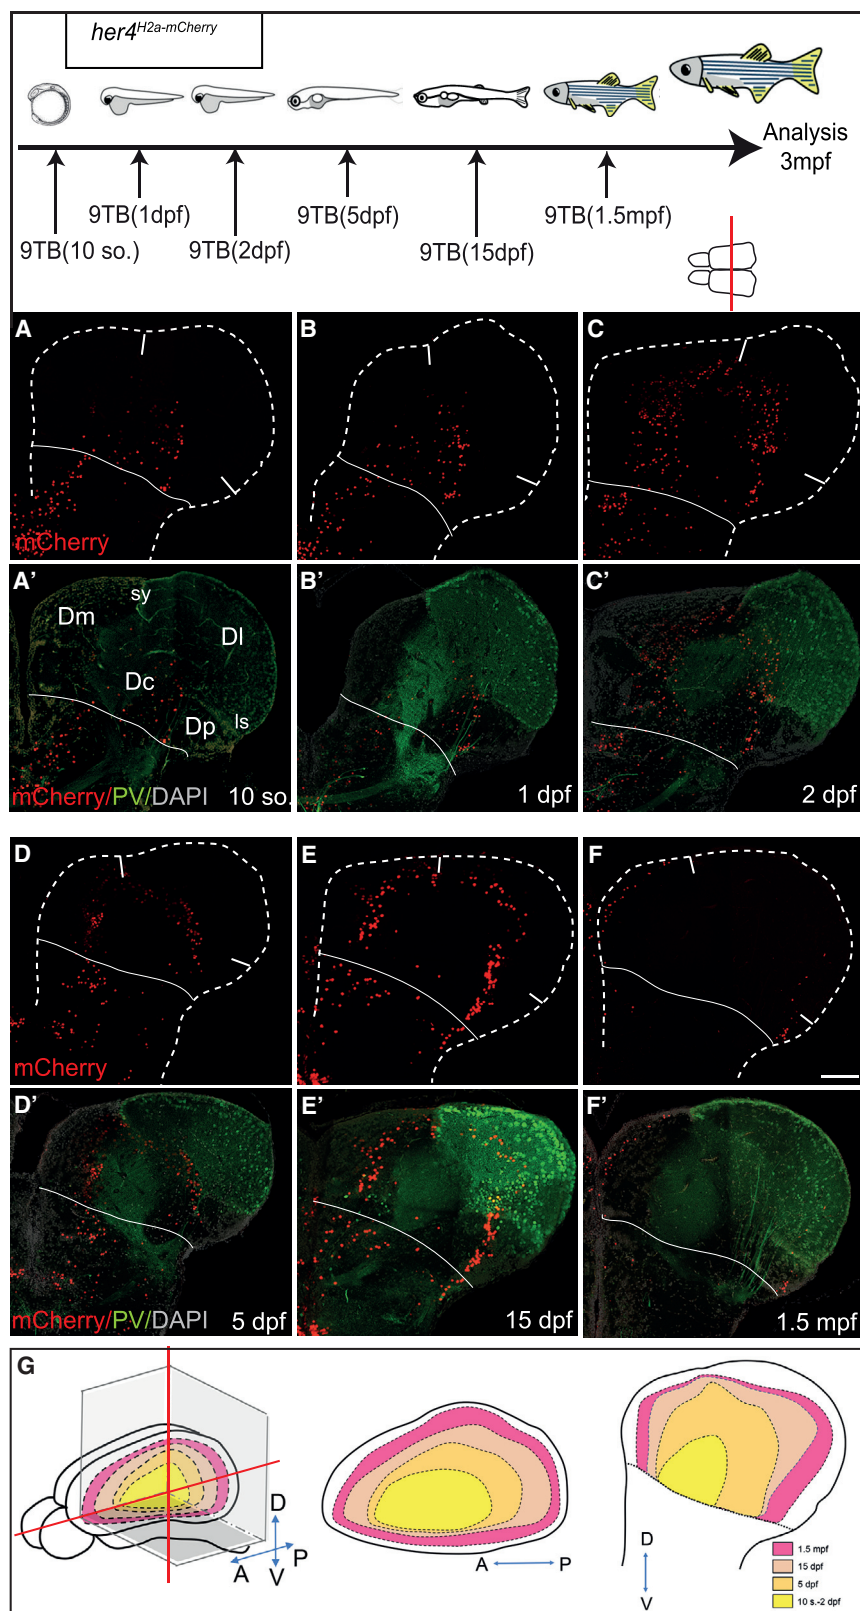 her4H2a-mCherry
Analysis
3mpf
9TB(1dpf)
9TB(5dpf)
9TB(1.5mpf)
9TB(10 so.)
9TB(2dpf)
9TB(15dpf)
A
B
C
mCherry
A'
B'
C'
sy
Dm
Dl
Dc
Dp
ls
mCherry/PV/DAPI
10 so.
1 dpf
2 dpf
D
E
F
mCherry
D'
E'
F'
mCherry/PV/DAPI
5 dpf
15 dpf
1.5 mpf
G
D
P
A
V
A
P
D
V
1.5 mpf
15 dpf
5 dpf
10 s.-2 dpf